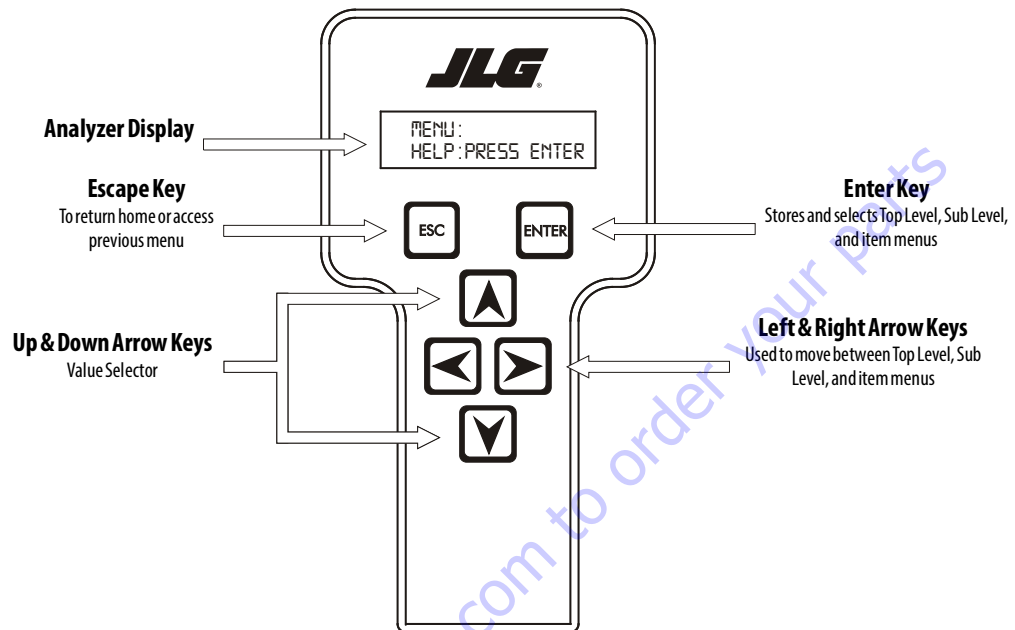 JLG®
Analyzer Display
MENU:
HELP:PRESS ENTER
Escape Key
To return home or access
previous menu
ESC
ENTER
Enter Key
Stores and selects Top Level, Sub Level,
and item menus
Up & Down Arrow Keys
Value Selector
Left & Right Arrow Keys
Used to move between Top Level, Sub
Level, and item menus
com to order your parts